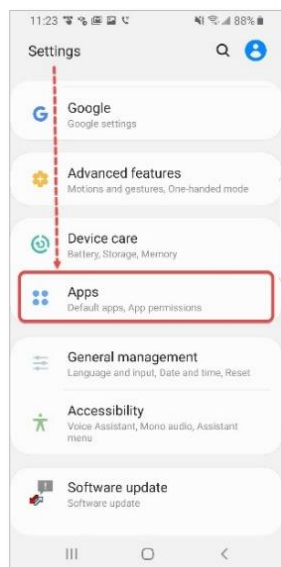 11:23 88%
Settings
Google
Google settings
Advanced features
Motions and gestures, One-handed mode
Device care
Battery, Storage, Memory
Apps
Default apps, App permissions
General management
Language and input, Date and time, Reset
Accessibility
Voice Assistant, Mono audio, Assistant
menu
Software update
Software update